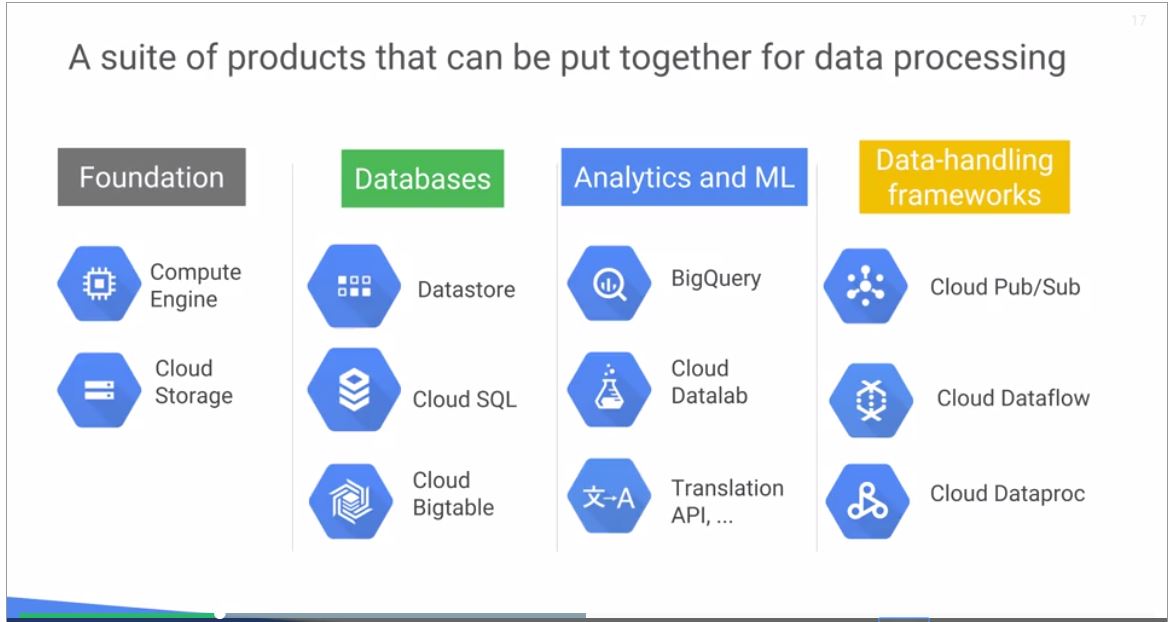 17
A suite of products that can be put together for data processing
Foundation
Compute
Engine
Cloud
Storage
Databases
Datastore
Cloud SQL
Cloud
Bigtable
Analytics and ML
BigQuery
Cloud
Datalab
文→A
Translation
API, ...
Data-handling
frameworks
Cloud Pub/Sub
Cloud Dataflow
Cloud Dataproc